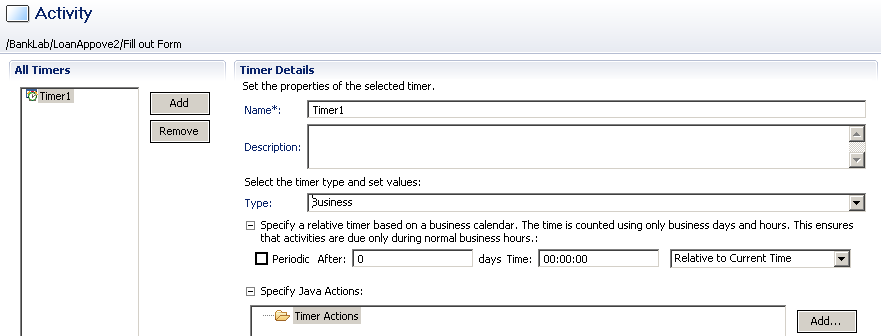 Activity
/BankLab/LoanAppove2/Fill out Form
All Timers
Timer1
Add
Remove
Timer Details
Set the properties of the selected timer.
Name*: Timer1
Description:
Select the timer type and set values:
Type: Business
Specify a relative timer based on a business calendar. The time is counted using only business days and hours. This ensures
that activities are due only during normal business hours.:
Periodic After: 0 days Time: 00:00:00 Relative to Current Time
Specify Java Actions:
Timer Actions
Add...